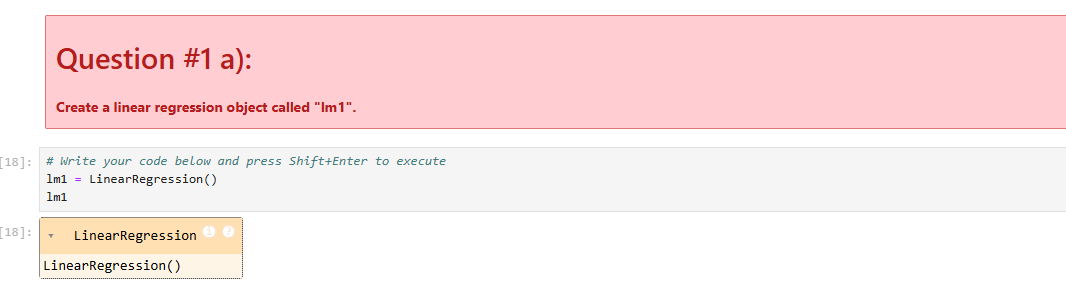 Question #1 a):
Create a linear regression object called "lm1".
[18]:
# Write your code below and press Shift+Enter to execute
lm1 = LinearRegression()
lm1
[18]:
▾ LinearRegression i ?
LinearRegression()